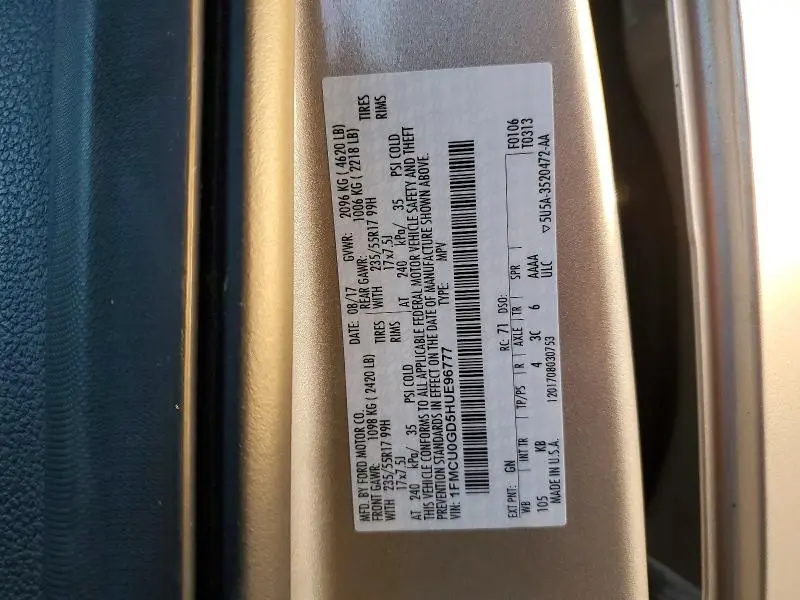 MFD. BY FORD MOTOR CO.
DATE: 08/17 GVWR: 2096 KG ( 4620 LB)
FRONT GAWR: 1098 KG ( 2420 LB) REAR GAWR: 1006 KG ( 2218 LB)
WITH 235/55R17 99H TIRES WITH 235/55R17 99H TIRES
17x7.5J RIMS 17x7.5J RIMS
AT 240 kPa/ 35 PSI COLD AT 240 kPa/ 35 PSI COLD
THIS VEHICLE CONFORMS TO ALL APPLICABLE FEDERAL MOTOR VEHICLE SAFETY AND THEFT
PREVENTION STANDARDS IN EFFECT ON THE DATE OF MANUFACTURE SHOWN ABOVE.
VIN: 1FMCU0GD5HUE96777 TYPE: MPV
F0106
T0313
EXT PNT: GN RC: 71 DSO:
WB INT TR TP/PS R AXLE TR SPR
105 KB 4 3C 6 AAAA
MADE IN U.S.A. 1201708030753 ULC
▽5U5A-3520472-AA